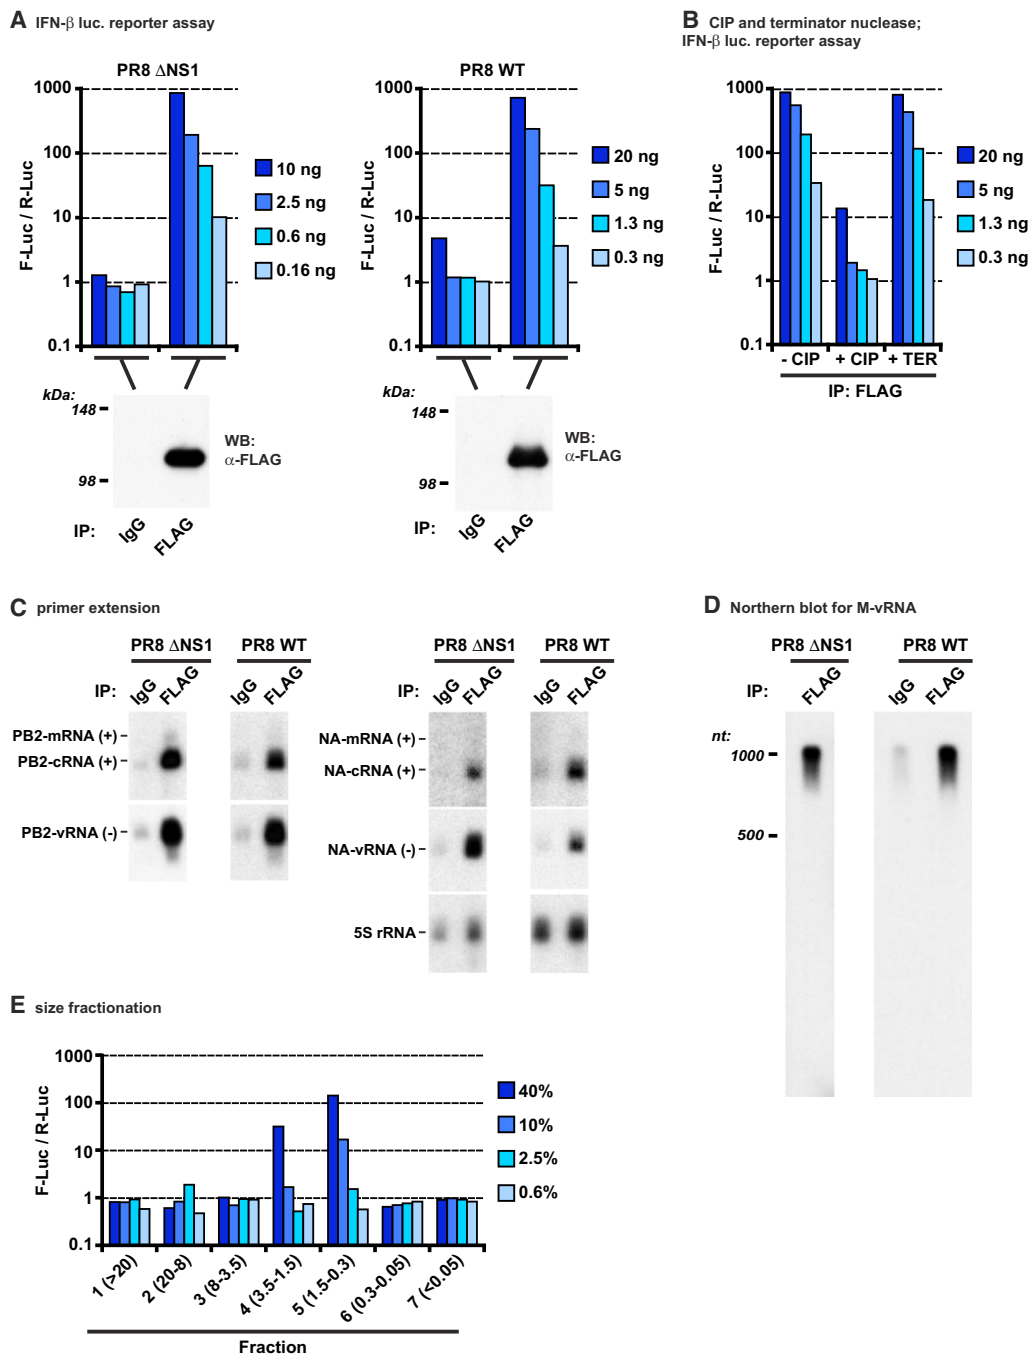 A IFN-β luc. reporter assay
PR8 ΔNS1
F-Luc / R-Luc
1000
100
10
1
0.1
10 ng
2.5 ng
0.6 ng
0.16 ng
kDa:
148
98
WB:
α-FLAG
IP:
IgG
FLAG
PR8 WT
F-Luc / R-Luc
1000
100
10
1
0.1
20 ng
5 ng
1.3 ng
0.3 ng
148
98
WB:
α-FLAG
IP:
IgG
FLAG
B CIP and terminator nuclease;
IFN-β luc. reporter assay
F-Luc / R-Luc
1000
100
10
1
0.1
20 ng
5 ng
1.3 ng
0.3 ng
- CIP
+ CIP
+ TER
IP: FLAG
C primer extension
PR8 ΔNS1
PR8 WT
IP:
IgG
FLAG
IgG
FLAG
PB2-mRNA (+)
PB2-cRNA (+)
PB2-vRNA (-)
PR8 ΔNS1
PR8 WT
IP:
IgG
FLAG
IgG
FLAG
NA-mRNA (+)
NA-cRNA (+)
NA-vRNA (-)
5S rRNA
D Northern blot for M-vRNA
PR8 ΔNS1
PR8 WT
IP:
FLAG
IgG
FLAG
nt:
1000
500
E size fractionation
F-Luc / R-Luc
1000
100
10
1
0.1
40%
10%
2.5%
0.6%
1 (>20)
2 (20-8)
3 (8-3.5)
4 (3.5-1.5)
5 (1.5-0.3)
6 (0.3-0.05)
7 (<0.05)
Fraction